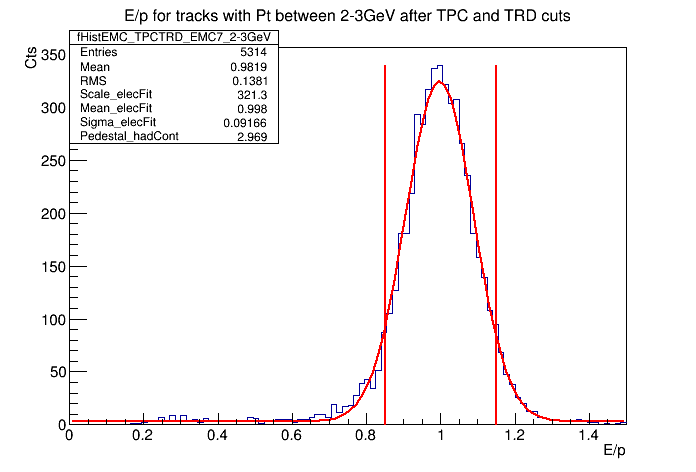 E/p for tracks with Pt between 2-3GeV after TPC and TRD cuts
Cts
fHistEMC_TPCTRD_EMC7_2-3GeV
Entries 5314
Mean 0.9819
RMS 0.1381
Scale_elecFit 321.3
Mean_elecFit 0.998
Sigma_elecFit 0.09166
Pedestal_hadCont 2.969
350
300
250
200
150
100
50
0
0 0.2 0.4 0.6 0.8 1 1.2 1.4
E/p